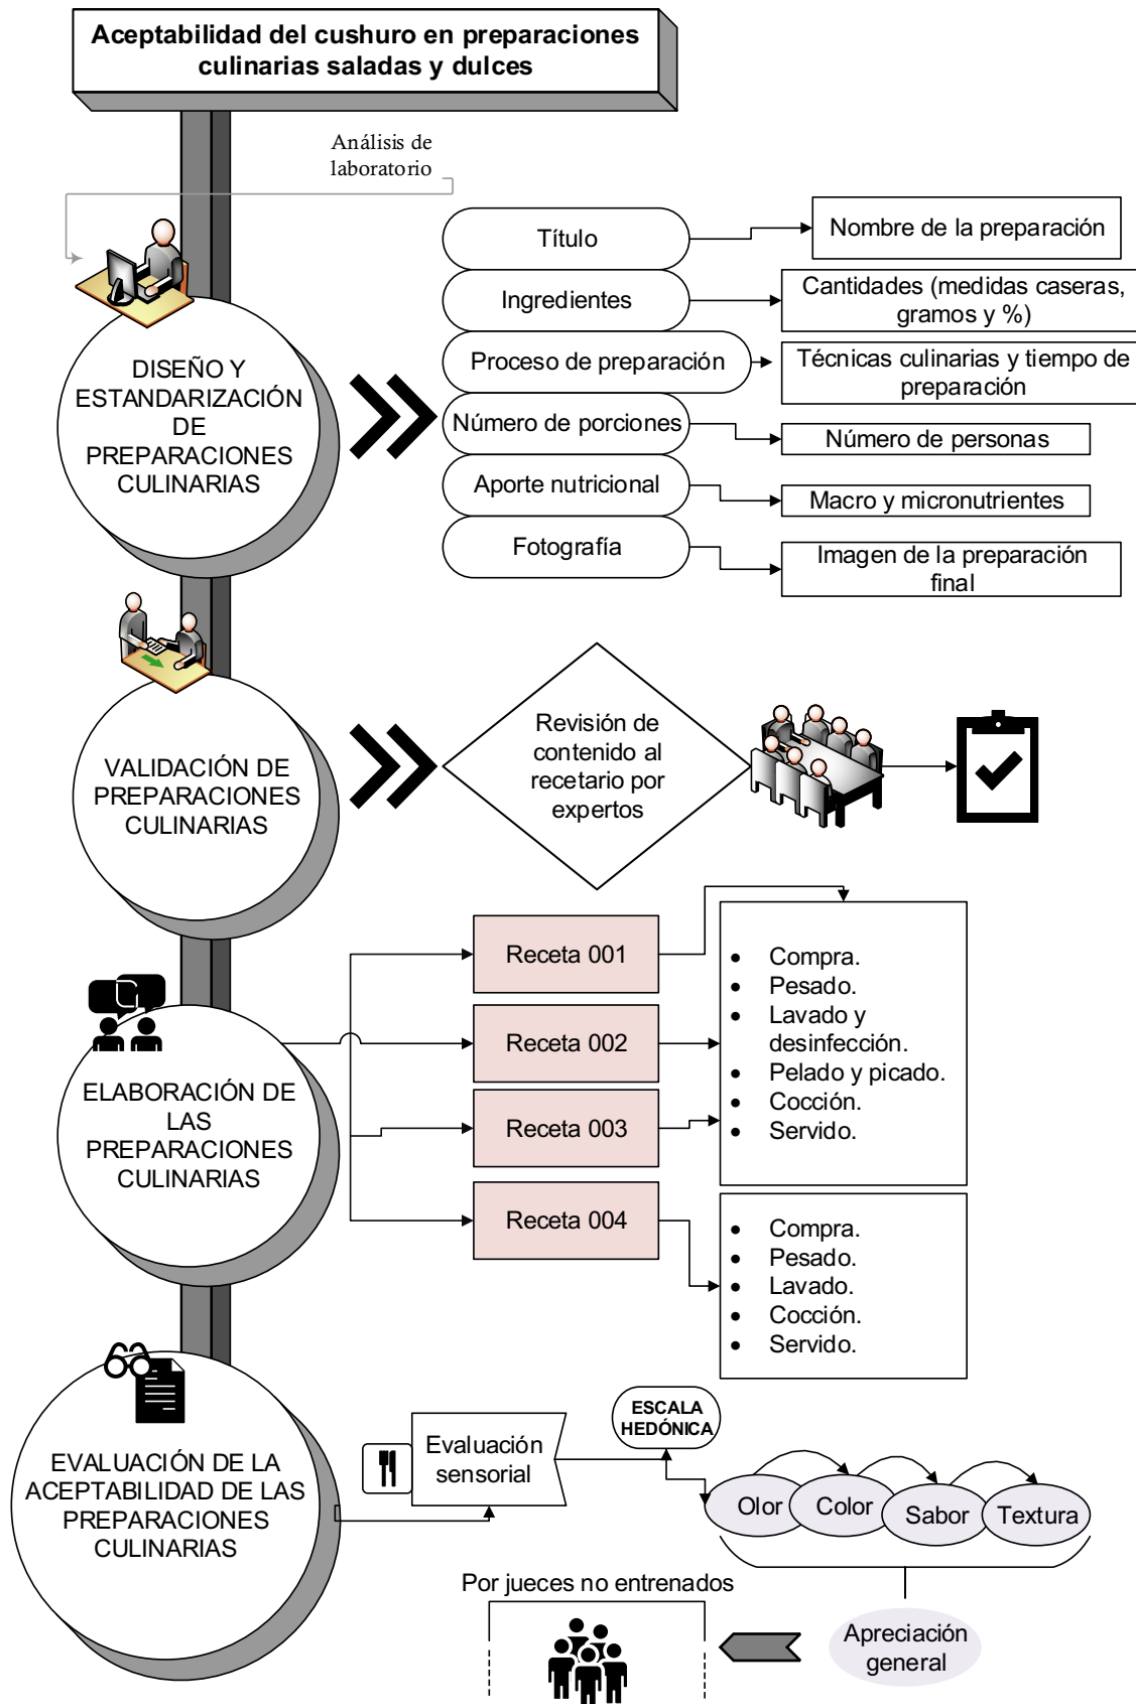 Aceptabilidad del cushuro en preparaciones
culinarias saladas y dulces
Análisis de
laboratorio
DISEÑO Y
ESTANDARIZACIÓN
DE
PREPARACIONES
CULINARIAS
Título
Nombre de la preparación
Ingredientes
Cantidades (medidas caseras,
gramos y %)
Proceso de preparación
Técnicas culinarias y tiempo de
preparación
Número de porciones
Número de personas
Aporte nutricional
Macro y micronutrientes
Fotografía
Imagen de la preparación
final
VALIDACIÓN DE
PREPARACIONES
CULINARIAS
Revisión de
contenido al
recetario por
expertos
ELABORACIÓN DE
LAS
PREPARACIONES
CULINARIAS
Receta 001
Receta 002
Receta 003
Receta 004
• Compra.
• Pesado.
• Lavado y
desinfección.
• Pelado y picado.
• Cocción.
• Servido.
• Compra.
• Pesado.
• Lavado.
• Cocción.
• Servido.
EVALUACIÓN DE LA
ACEPTABILIDAD DE LAS
PREPARACIONES
CULINARIAS
Evaluación
sensorial
ESCALA
HEDÓNICA
Olor
Color
Sabor
Textura
Apreciación
general
Por jueces no entrenados